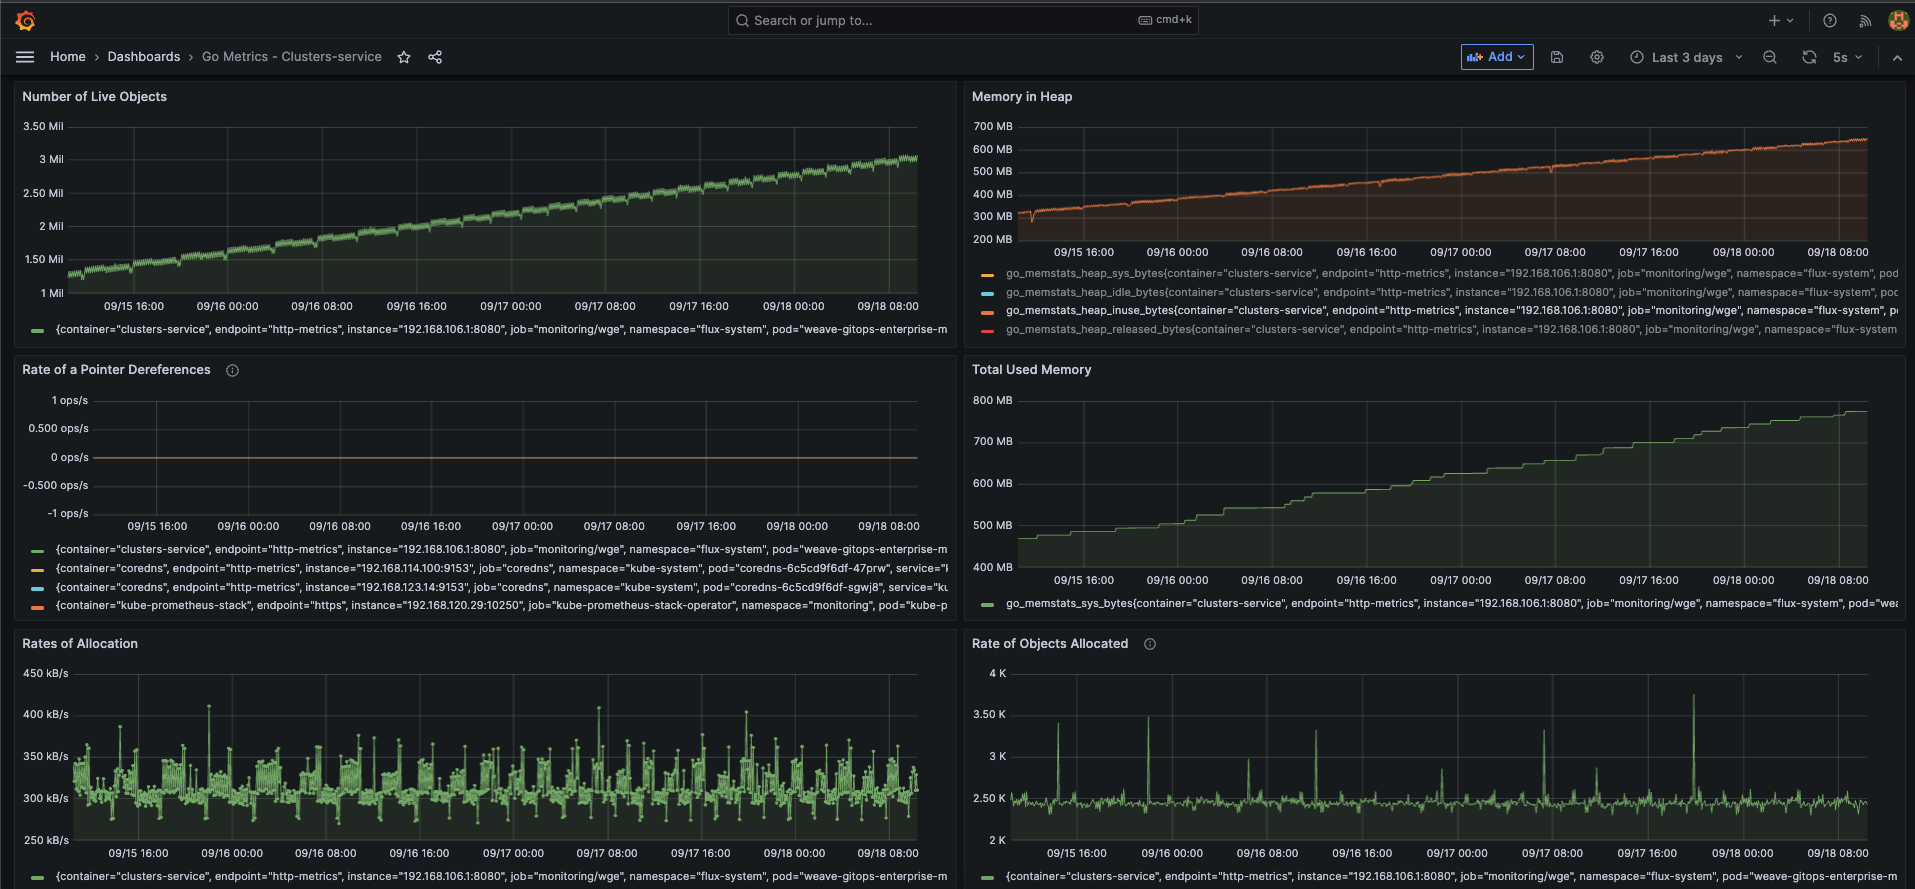 Search or jump to...
cmd+k
Home › Dashboards › Go Metrics - Clusters-service
Add
Last 3 days
5s
Number of Live Objects
3.50 Mil
3 Mil
2.50 Mil
2 Mil
1.50 Mil
1 Mil
09/15 16:00 09/16 00:00 09/16 08:00 09/16 16:00 09/17 00:00 09/17 08:00 09/17 16:00 09/18 00:00 09/18 08:00
{container="clusters-service", endpoint="http-metrics", instance="192.168.106.1:8080", job="monitoring/wge", namespace="flux-system", pod="weave-gitops-enterprise-m
Memory in Heap
700 MB
600 MB
500 MB
400 MB
300 MB
200 MB
09/15 16:00 09/16 00:00 09/16 08:00 09/16 16:00 09/17 00:00 09/17 08:00 09/17 16:00 09/18 00:00 09/18 08:00
go_memstats_heap_sys_bytes{container="clusters-service", endpoint="http-metrics", instance="192.168.106.1:8080", job="monitoring/wge", namespace="flux-system", pod
go_memstats_heap_idle_bytes{container="clusters-service", endpoint="http-metrics", instance="192.168.106.1:8080", job="monitoring/wge", namespace="flux-system", poc
go_memstats_heap_inuse_bytes{container="clusters-service", endpoint="http-metrics", instance="192.168.106.1:8080", job="monitoring/wge", namespace="flux-system", p
go_memstats_heap_released_bytes{container="clusters-service", endpoint="http-metrics", instance="192.168.106.1:8080", job="monitoring/wge", namespace="flux-system"
Rate of a Pointer Dereferences
1 ops/s
0.500 ops/s
0 ops/s
-0.500 ops/s
-1 ops/s
09/15 16:00 09/16 00:00 09/16 08:00 09/16 16:00 09/17 00:00 09/17 08:00 09/17 16:00 09/18 00:00 09/18 08:00
{container="clusters-service", endpoint="http-metrics", instance="192.168.106.1:8080", job="monitoring/wge", namespace="flux-system", pod="weave-gitops-enterprise-m
{container="coredns", endpoint="http-metrics", instance="192.168.114.100:9153", job="coredns", namespace="kube-system", pod="coredns-6c5cd9f6df-47prw", service="k
{container="coredns", endpoint="http-metrics", instance="192.168.123.14:9153", job="coredns", namespace="kube-system", pod="coredns-6c5cd9f6df-sgwj8", service="ku
{container="kube-prometheus-stack", endpoint="https", instance="192.168.120.29:10250", job="kube-prometheus-stack-operator", namespace="monitoring", pod="kube-p
Total Used Memory
800 MB
700 MB
600 MB
500 MB
400 MB
09/15 16:00 09/16 00:00 09/16 08:00 09/16 16:00 09/17 00:00 09/17 08:00 09/17 16:00 09/18 00:00 09/18 08:00
go_memstats_sys_bytes{container="clusters-service", endpoint="http-metrics", instance="192.168.106.1:8080", job="monitoring/wge", namespace="flux-system", pod="wea
Rates of Allocation
450 kB/s
400 kB/s
350 kB/s
300 kB/s
250 kB/s
09/15 16:00 09/16 00:00 09/16 08:00 09/16 16:00 09/17 00:00 09/17 08:00 09/17 16:00 09/18 00:00 09/18 08:00
{container="clusters-service", endpoint="http-metrics", instance="192.168.106.1:8080", job="monitoring/wge", namespace="flux-system", pod="weave-gitops-enterprise-m
Rate of Objects Allocated
4 K
3.50 K
3 K
2.50 K
2 K
09/15 16:00 09/16 00:00 09/16 08:00 09/16 16:00 09/17 00:00 09/17 08:00 09/17 16:00 09/18 00:00 09/18 08:00
{container="clusters-service", endpoint="http-metrics", instance="192.168.106.1:8080", job="monitoring/wge", namespace="flux-system", pod="weave-gitops-enterprise-m